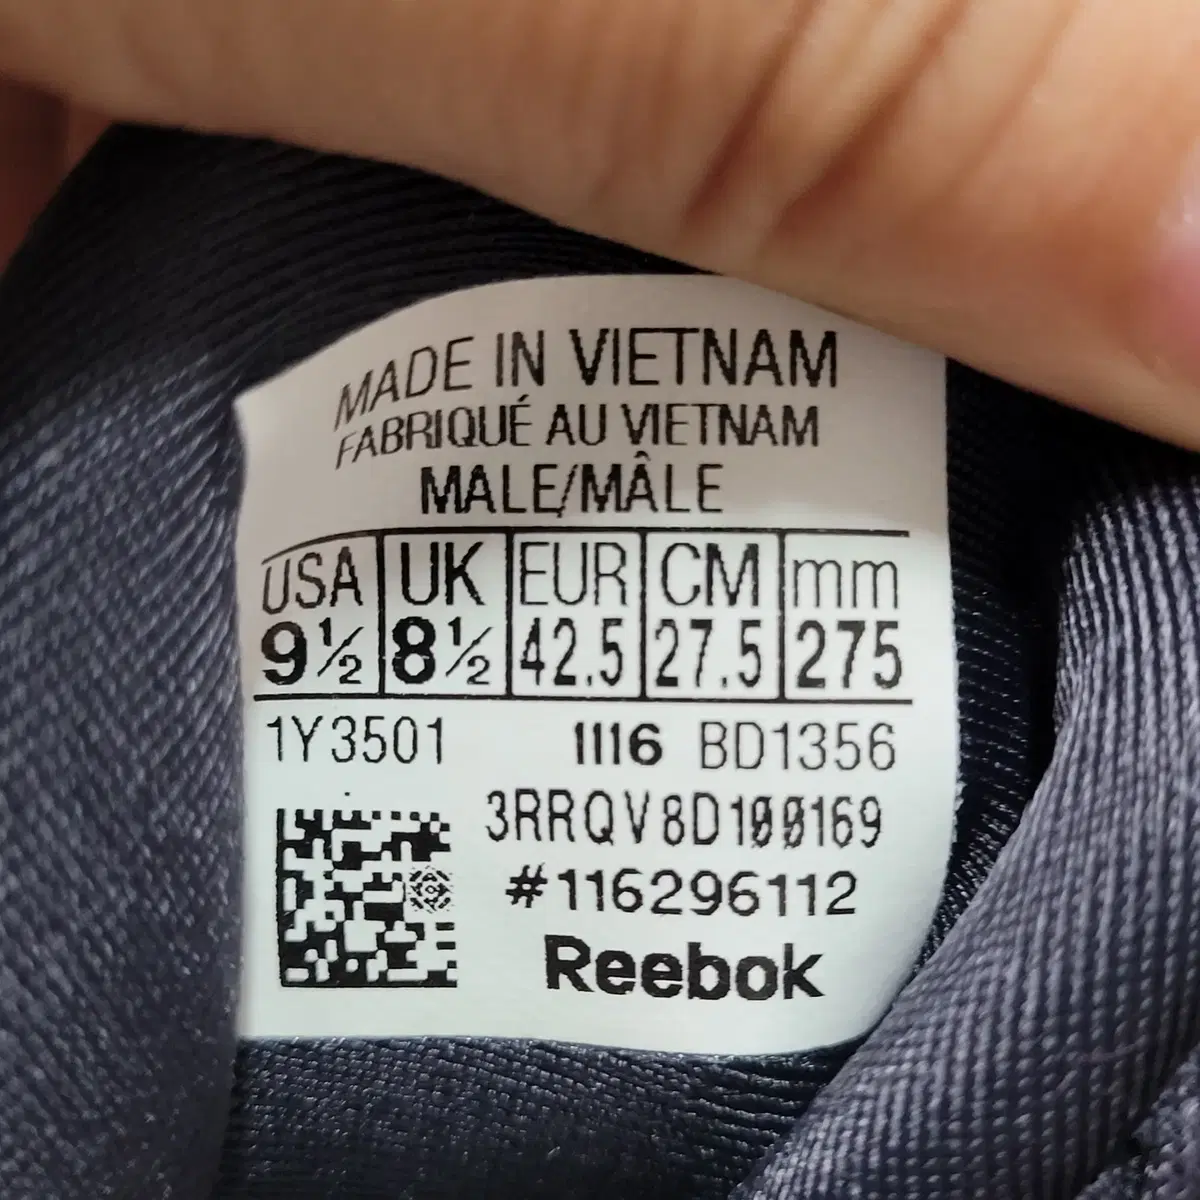 MADE IN VIETNAM
FABRIQUÉ AU VIETNAM
MALE/MÂLE
USA UK EUR CM mm
9½ 8½ 42.5 27.5 275
1Y3501 1116 BD1356
3RRQV8D100169
#116296112
Reebok